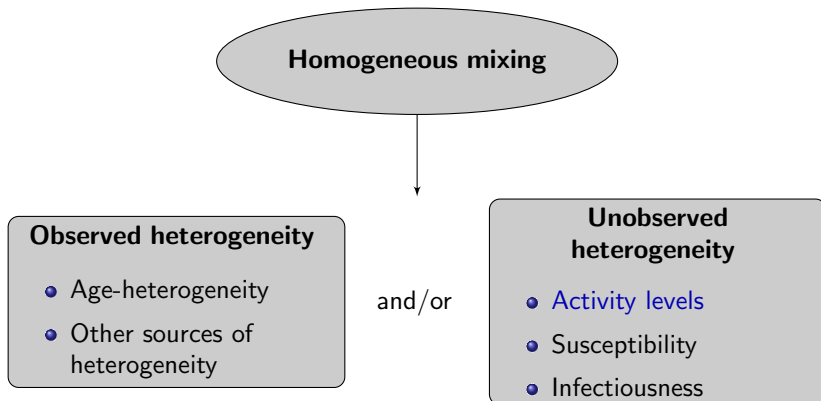 Homogeneous mixing
Observed heterogeneity
Age-heterogeneity
Other sources of
heterogeneity
and/or
Unobserved
heterogeneity
Activity levels
Susceptibility
Infectiousness